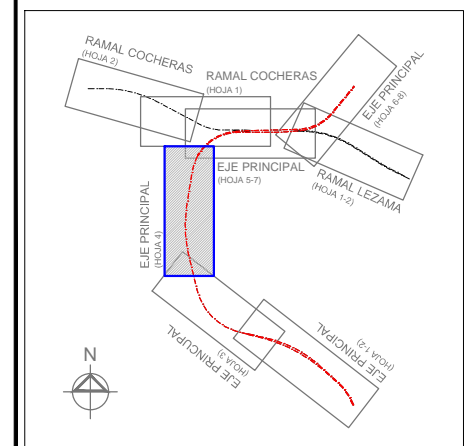 RAMAL COCHERAS
(HOJA 2)
RAMAL COCHERAS
(HOJA 1)
EJE PRINCIPAL
(HOJA 6-8)
EJE PRINCIPAL
(HOJA 5-7)
RAMAL LEZAMA
(HOJA 1-2)
EJE PRINCIPAL
(HOJA 4)
EJE PRINCUPAL
(HOJA 3)
EJE PRINCIPAL
(HOJA 1-2)
N